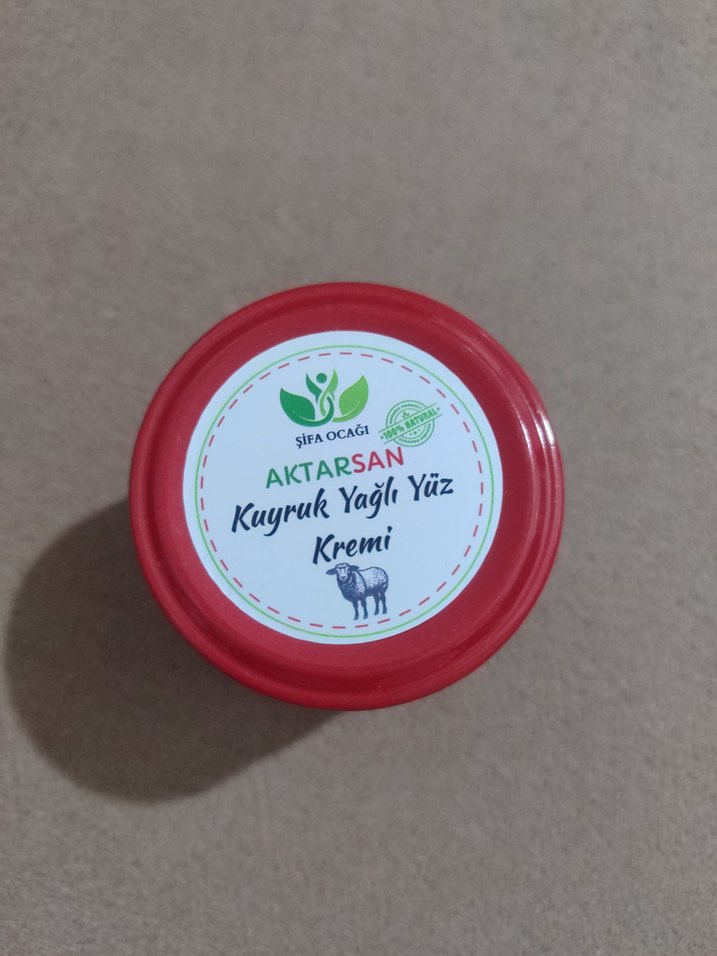 ŞİFA OCAĞI
100% NATURAL
AKTARSAN
Kuyruk Yağlı Yüz
Kremi